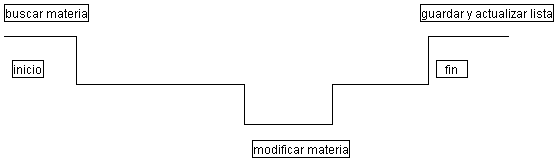 buscar materia
guardar y actualizar lista
inicio
fin
modificar materia